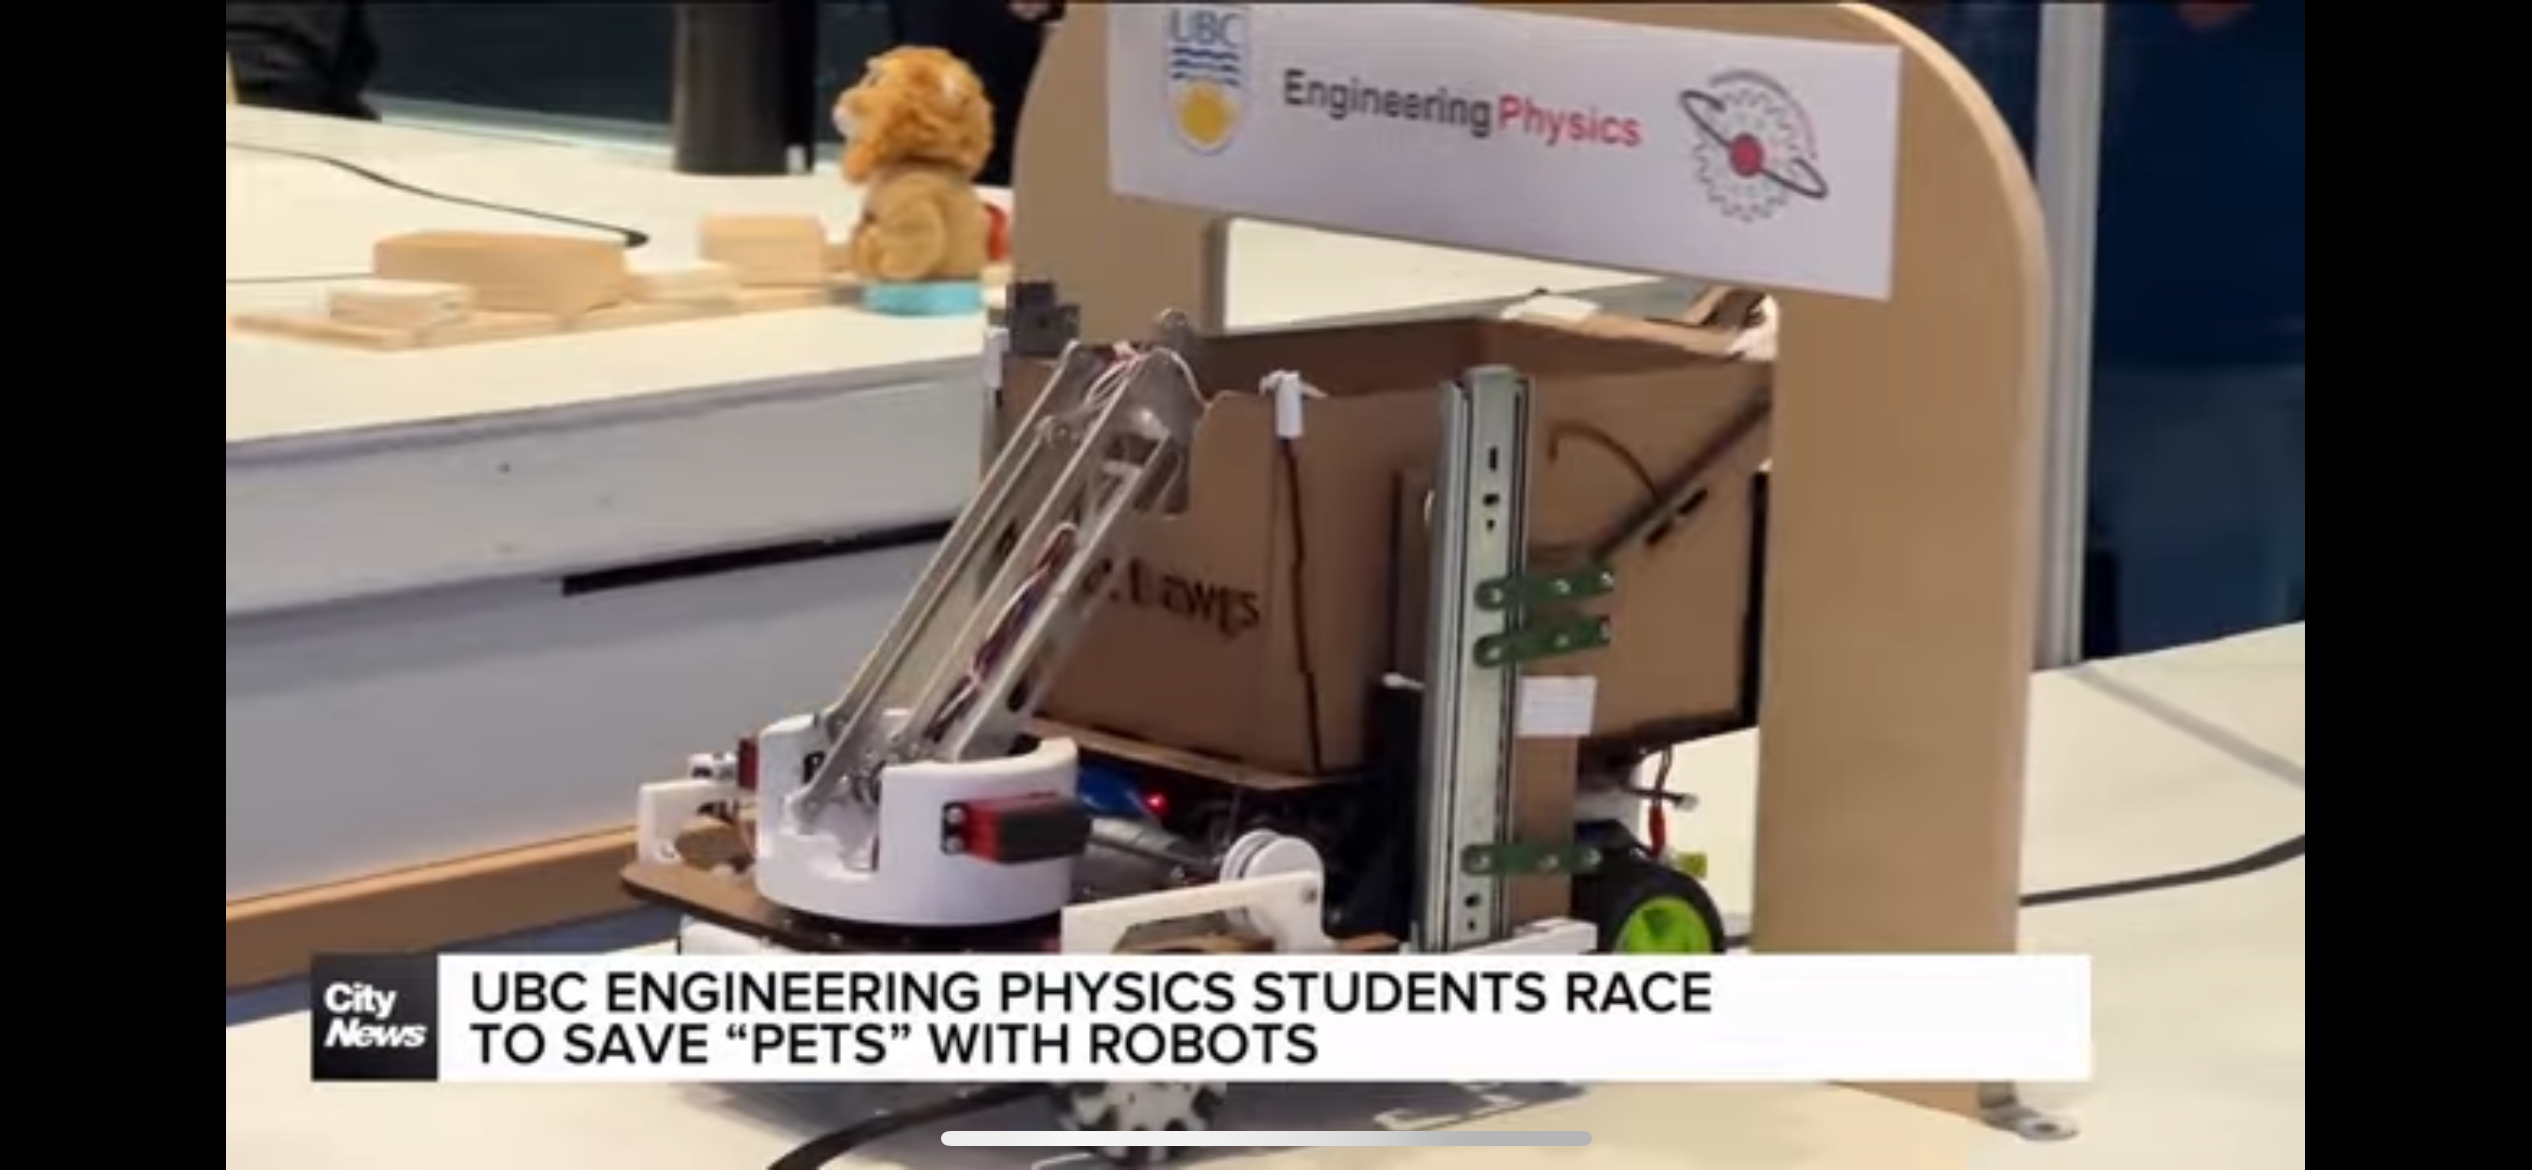 UBC
Engineering Physics
City
News
UBC ENGINEERING PHYSICS STUDENTS RACE
TO SAVE “PETS” WITH ROBOTS